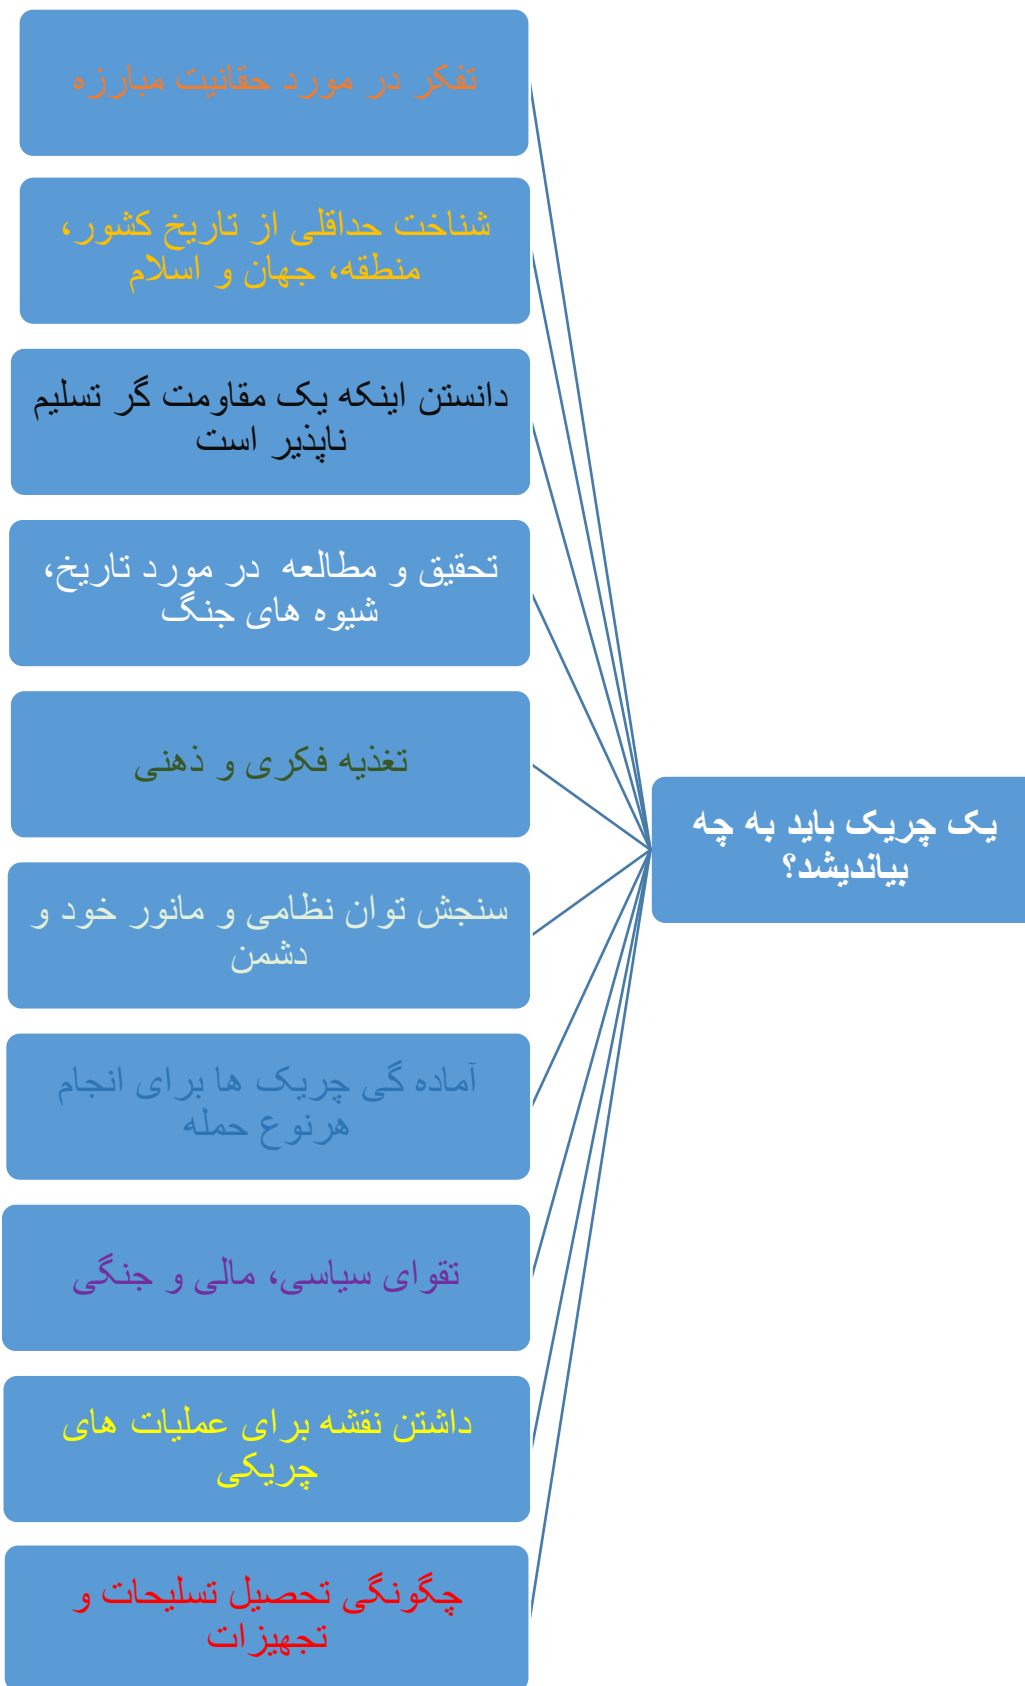 تفکر در مورد حقانیت مبارزه
شناخت حداقلی از تاریخ کشور،
منطقه، جهان و اسلام
دانستن اینکه یک مقاومت گر تسلیم
ناپذیر است
تحقیق و مطالعه در مورد تاریخ،
شیوه های جنگ
تغذیه فکری و ذهنی
یک چریک باید به چه
بیاندیشد؟
سنجش توان نظامی و مانور خود و
دشمن
آماده گی چریک ها برای انجام
هرنوع حمله
تقوای سیاسی، مالی و جنگی
داشتن نقشه برای عملیات های
چریکی
چگونگی تحصیل تسلیحات و
تجهیزات